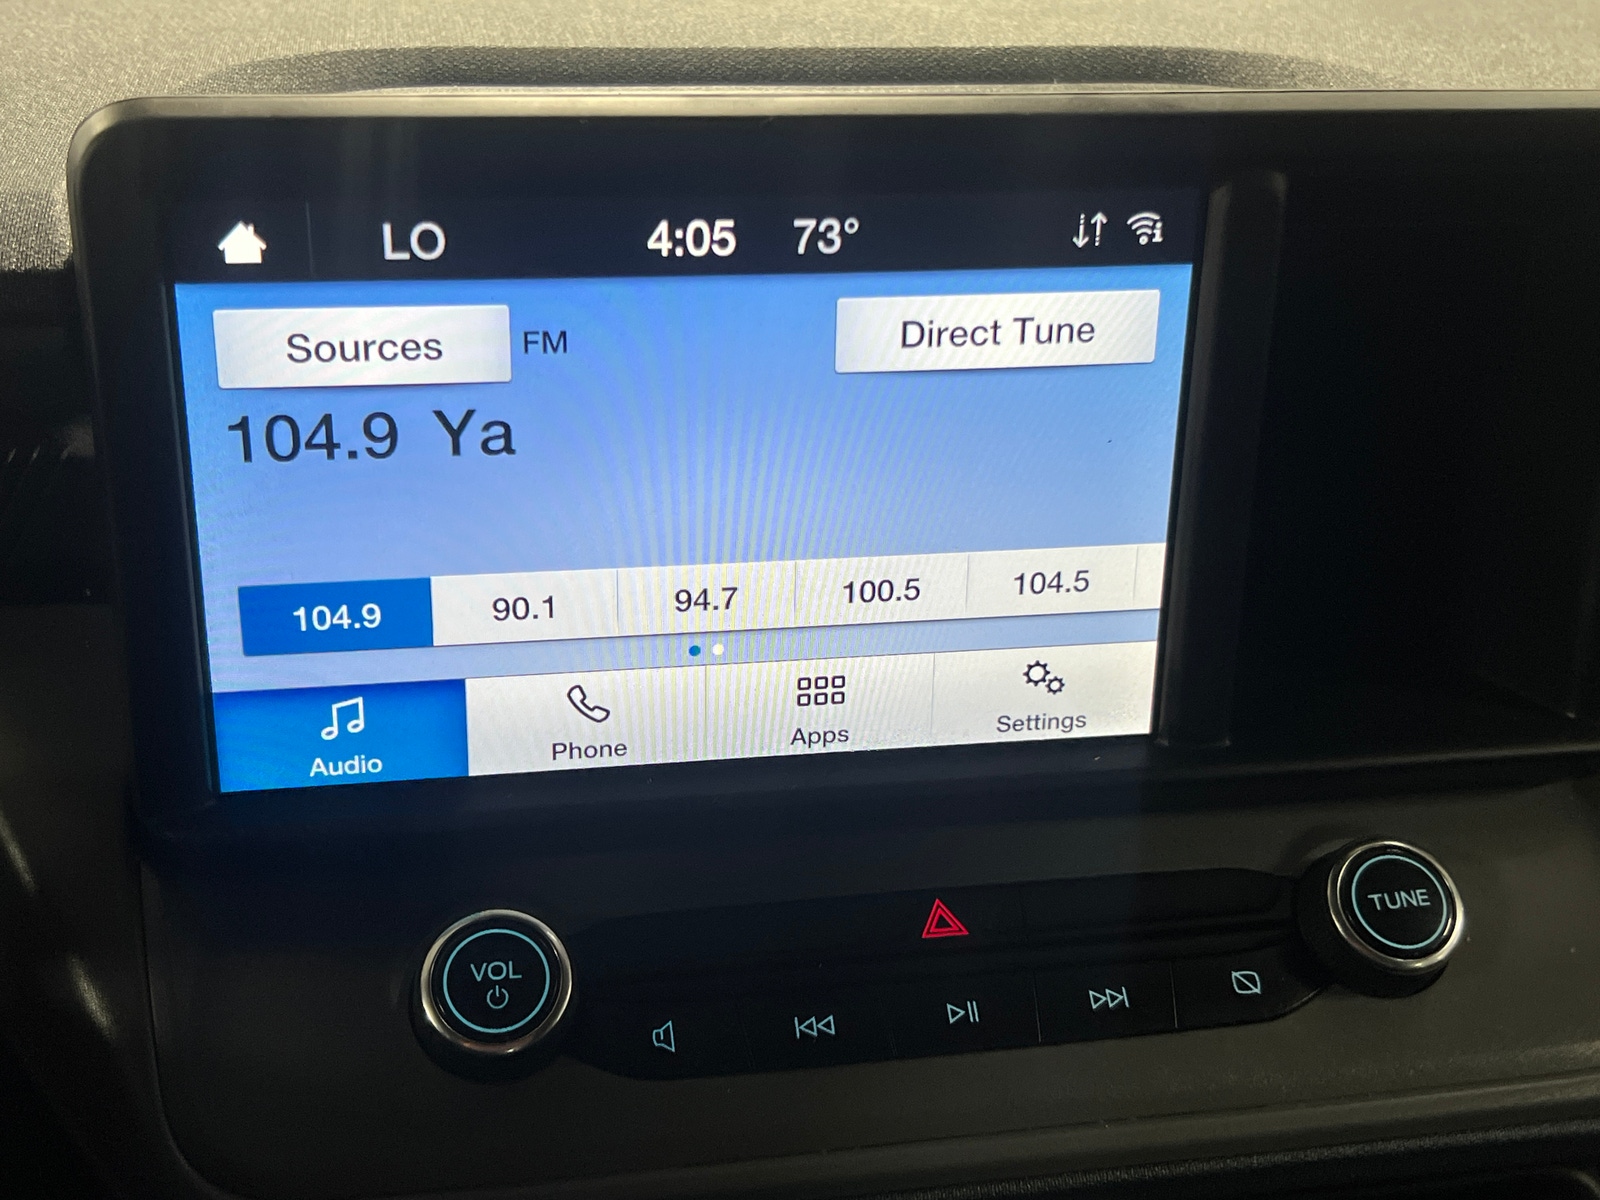 LO 4:05 73°
Sources FM Direct Tune
104.9 Ya
104.9 90.1 94.7 100.5 104.5
Audio Phone Apps Settings
VOL
TUNE